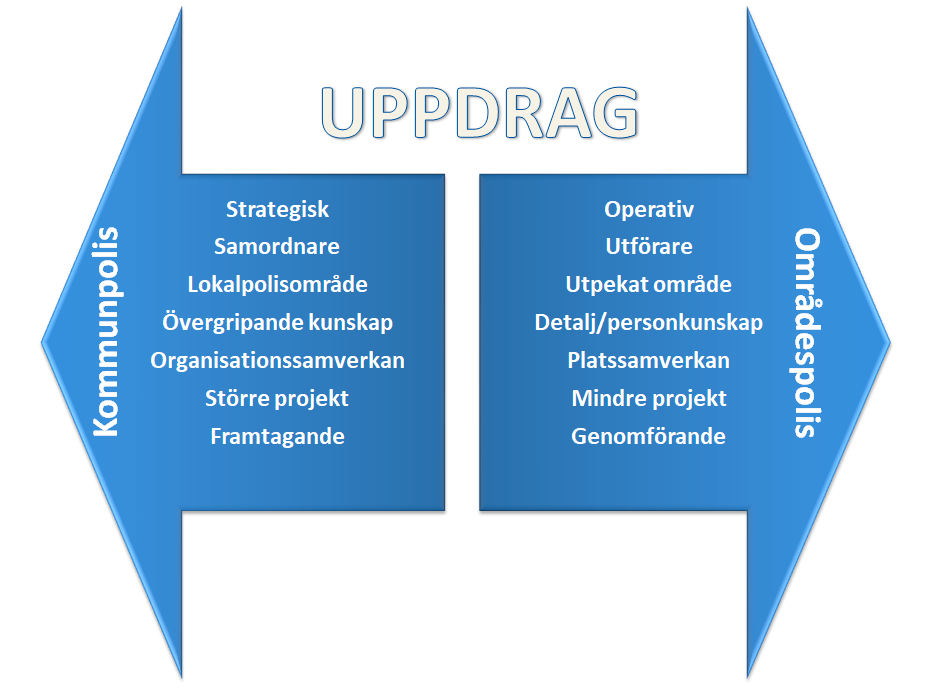 UPPDRAG
Kommunpolis
Strategisk
Samordnare
Lokalpolisområde
Övergripande kunskap
Organisationssamverkan
Större projekt
Framtagande
Operativ
Utförare
Utpekat område
Detalj/personkunskap
Platssamverkan
Mindre projekt
Genomförande
Områdespolis